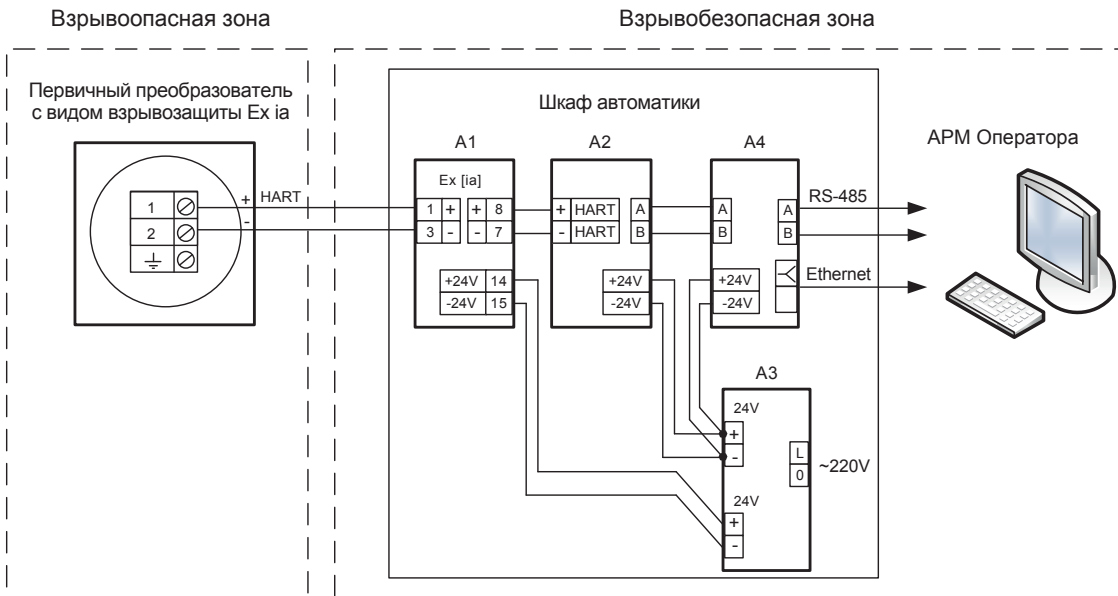 Взрывоопасная зона
Взрывобезопасная зона
Первичный преобразователь
с видом взрывозащиты Ex ia
Шкаф автоматики
АРМ Оператора
A1
A2
A4
Ex [ia]
1
2
+ HART
-
1 + + 8
3 - - 7
+ HART
- HART
A
B
A
B
A
B
RS-485
Ethernet
+24V 14
-24V 15
+24V
-24V
+24V
-24V
A3
24V
+
-
L
0
~220V
24V
+
-